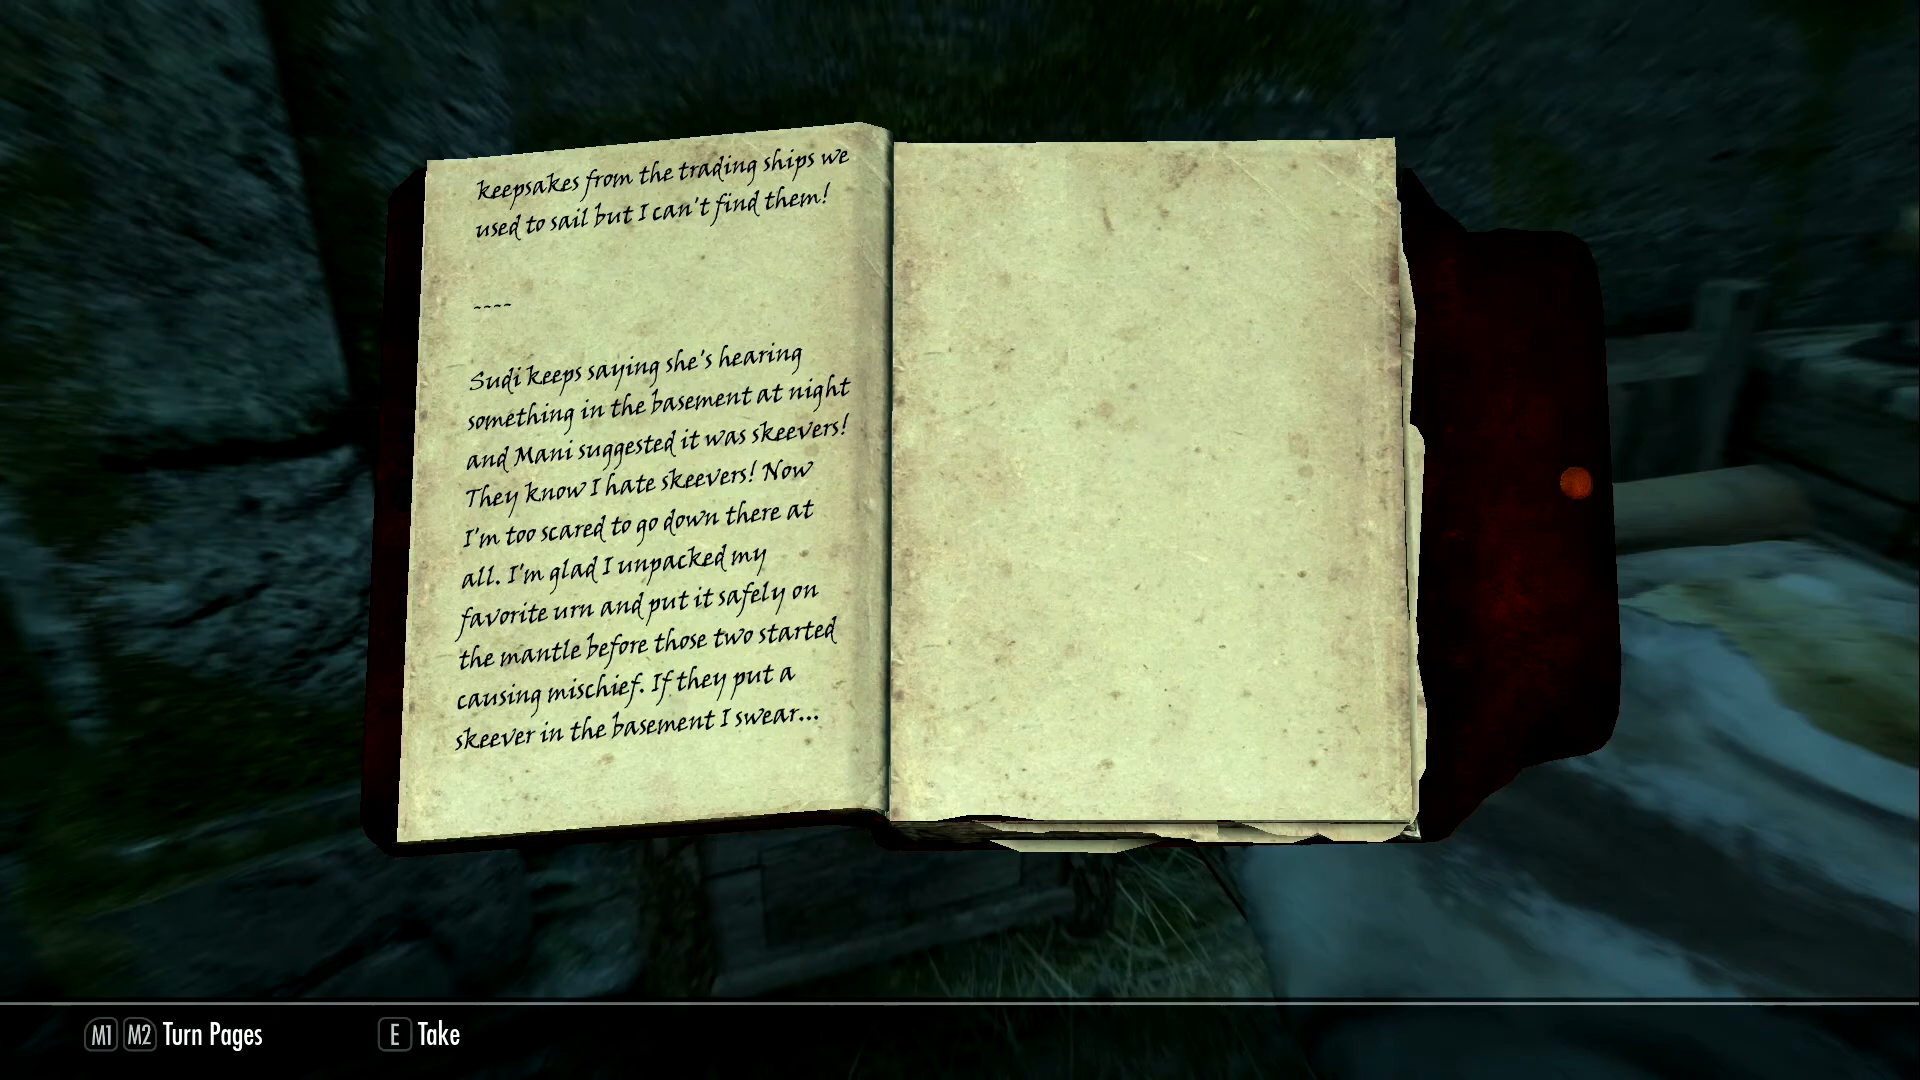 keepsakes from the trading ships we
used to sail but I can't find them!
~~~~
Sudi keeps saying she's hearing
something in the basement at night
and Mani suggested it was skeevers!
They know I hate skeevers! Now
I'm too scared to go down there at
all. I'm glad I unpacked my
favorite urn and put it safely on
the mantle before those two started
causing mischief. If they put a
skeever in the basement I swear...
M1 M2 Turn Pages
E Take